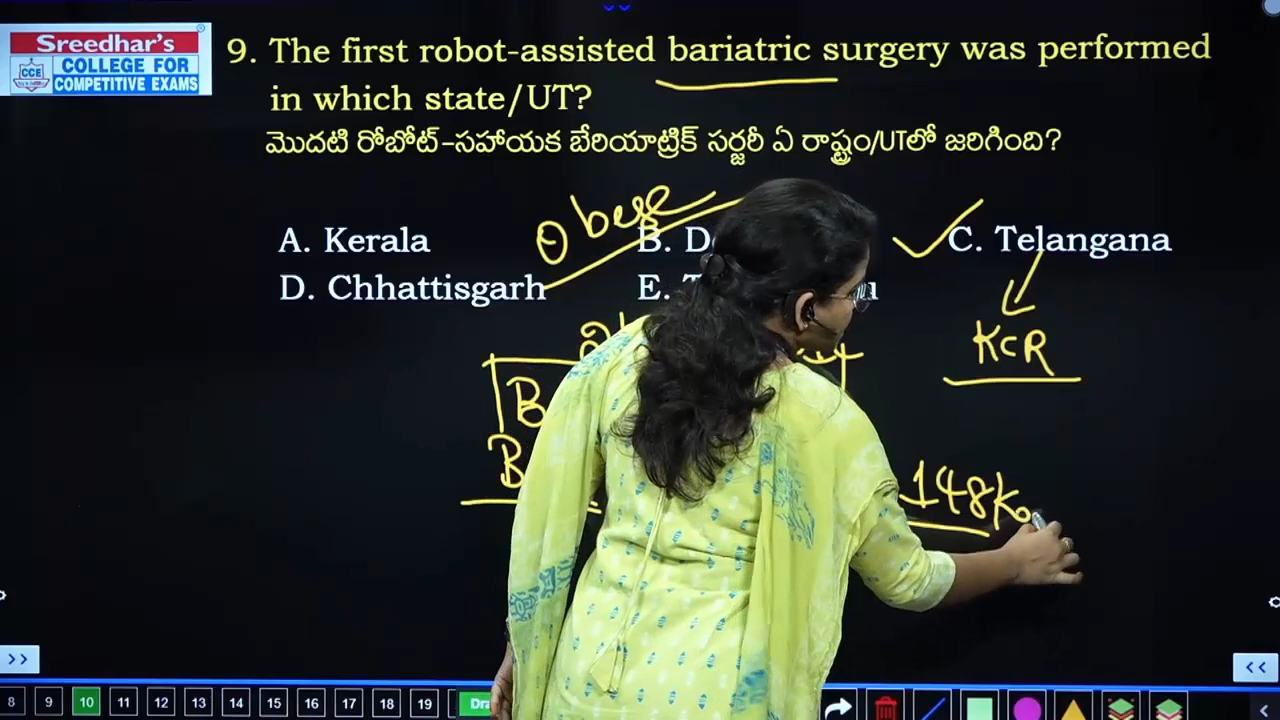 Sreedhar's
CCE
COLLEGE FOR
COMPETITIVE EXAMS
9. The first robot-assisted bariatric surgery was performed
in which state/UT?
మొదటి రోబోట్-సహాయక బేరియాట్రిక్ సర్జరీ ఏ రాష్ట్రం/UTలో జరిగింది?
Obese
A. Kerala B. C. Telangana
D. Chhattisgarh E.
KCR
B
B
148K
>> <<
8 9 10 11 12 13 14 15 16 17 18 19